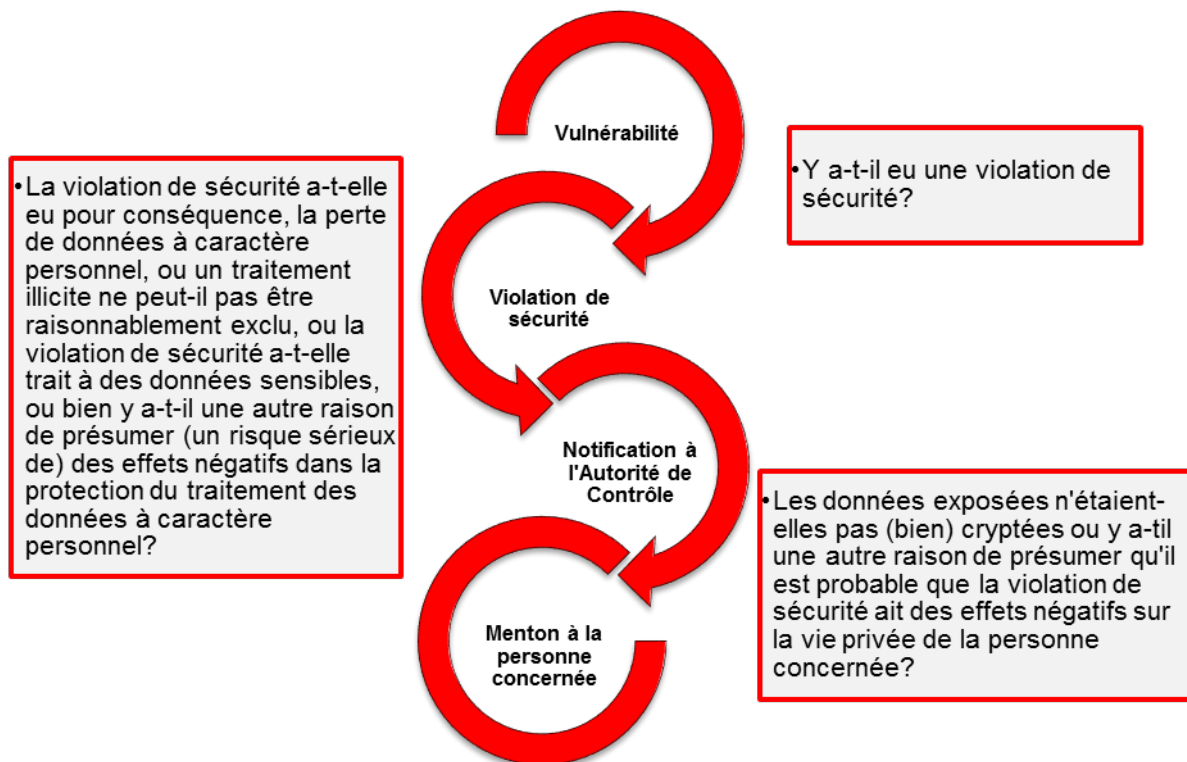 Vulnérabilité
•Y a-t-il eu une violation de
sécurité?
•La violation de sécurité a-t-elle
eu pour conséquence, la perte
de données à caractère
personnel, ou un traitement
illicite ne peut-il pas être
raisonnablement exclu, ou la
violation de sécurité a-t-elle
trait à des données sensibles,
ou bien y a-t-il une autre raison
de présumer (un risque sérieux
de) des effets négatifs dans la
protection du traitement des
données à caractère
personnel?
Violation de
sécurité
Notification à
l'Autorité de
Contrôle
•Les données exposées n'étaient-
elles pas (bien) cryptées ou y a-til
une autre raison de présumer qu'il
est probable que la violation de
sécurité ait des effets négatifs sur
la vie privée de la personne
concernée?
Menton à la
personne
concernée